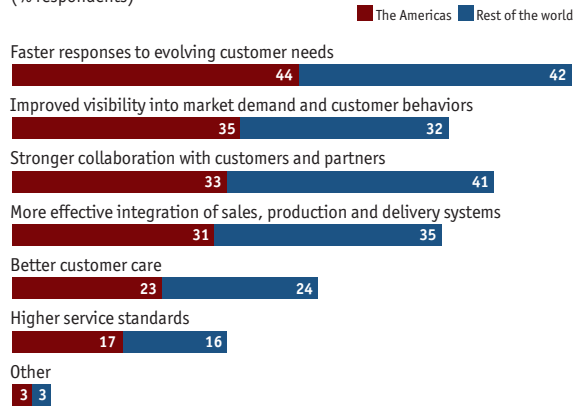 (% respondents)
The Americas Rest of the world
Faster responses to evolving customer needs
44 42
Improved visibility into market demand and customer behaviors
35 32
Stronger collaboration with customers and partners
33 41
More effective integration of sales, production and delivery systems
31 35
Better customer care
23 24
Higher service standards
17 16
Other
3 3